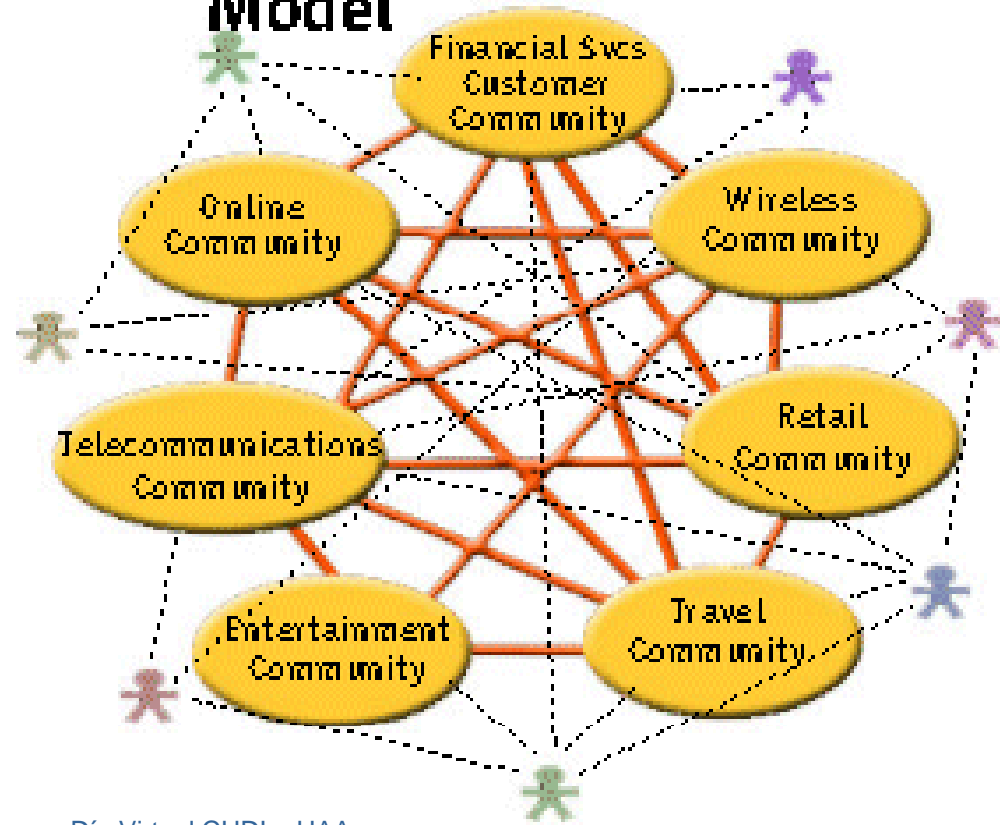 Model
Financial Svcs
Customer
Community
Online
Community
Wireless
Community
Telecommunications
Community
Retail
Community
Entertainment
Community
Travel
Community